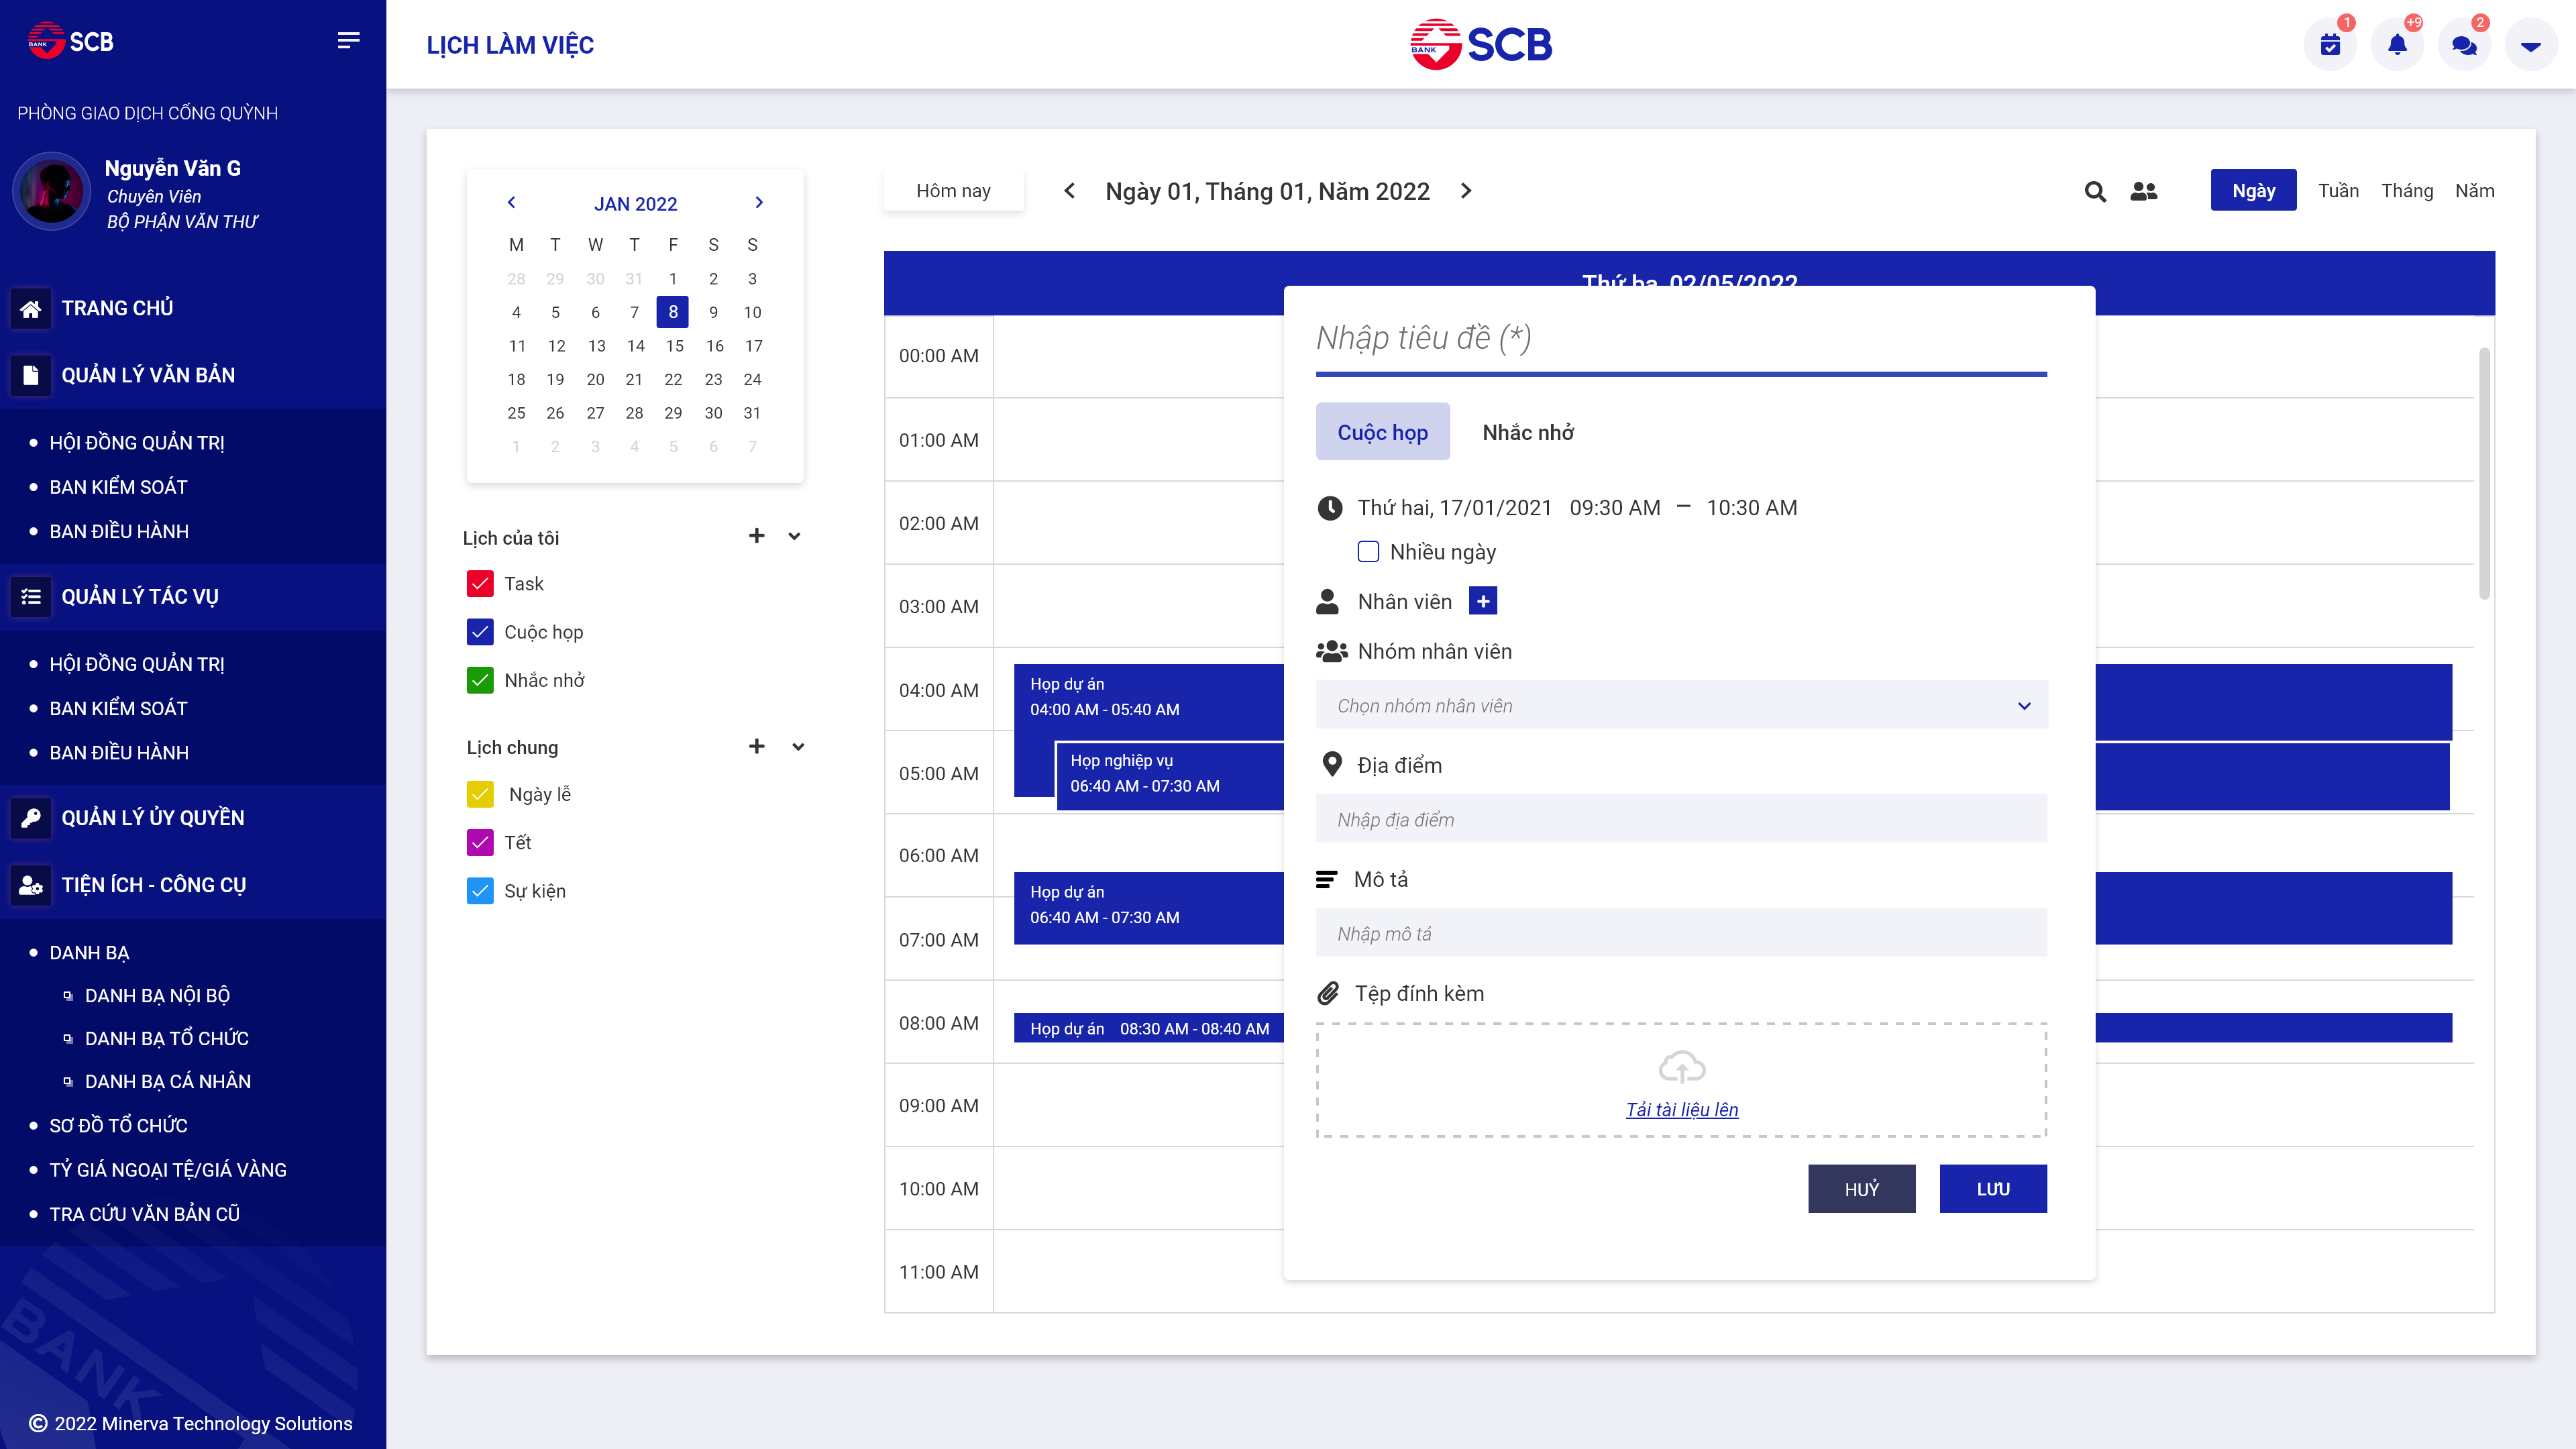 BANK SCB
PHÒNG GIAO DỊCH CỐNG QUỲNH
Nguyễn Văn G
Chuyên Viên
BỘ PHẬN VĂN THƯ
TRANG CHỦ
QUẢN LÝ VĂN BẢN
HỘI ĐỒNG QUẢN TRỊ
BAN KIỂM SOÁT
BAN ĐIỀU HÀNH
QUẢN LÝ TÁC VỤ
HỘI ĐỒNG QUẢN TRỊ
BAN KIỂM SOÁT
BAN ĐIỀU HÀNH
QUẢN LÝ ỦY QUYỀN
TIỆN ÍCH - CÔNG CỤ
DANH BẠ
DANH BẠ NỘI BỘ
DANH BẠ TỔ CHỨC
DANH BẠ CÁ NHÂN
SƠ ĐỒ TỔ CHỨC
TỶ GIÁ NGOẠI TỆ/GIÁ VÀNG
TRA CỨU VĂN BẢN CŨ
BANK
© 2022 Minerva Technology Solutions
LỊCH LÀM VIỆC
BANK SCB
1
+9
2
JAN 2022
M T W T F S S
28 29 30 31 1 2 3
4 5 6 7 8 9 10
11 12 13 14 15 16 17
18 19 20 21 22 23 24
25 26 27 28 29 30 31
1 2 3 4 5 6 7
Lịch của tôi
Task
Cuộc họp
Nhắc nhở
Lịch chung
Ngày lễ
Tết
Sự kiện
Hôm nay
Ngày 01, Tháng 01, Năm 2022
Ngày Tuần Tháng Năm
Thứ ba, 02/05/2022
00:00 AM
01:00 AM
02:00 AM
03:00 AM
04:00 AM
05:00 AM
06:00 AM
07:00 AM
08:00 AM
09:00 AM
10:00 AM
11:00 AM
Họp dự án
04:00 AM - 05:40 AM
Họp nghiệp vụ
06:40 AM - 07:30 AM
Họp dự án
06:40 AM - 07:30 AM
Họp dự án 08:30 AM - 08:40 AM
Nhập tiêu đề (*)
Cuộc họp Nhắc nhở
Thứ hai, 17/01/2021 09:30 AM — 10:30 AM
Nhiều ngày
Nhân viên
Nhóm nhân viên
Chọn nhóm nhân viên
Địa điểm
Nhập địa điểm
Mô tả
Nhập mô tả
Tệp đính kèm
Tải tài liệu lên
HUỶ LƯU